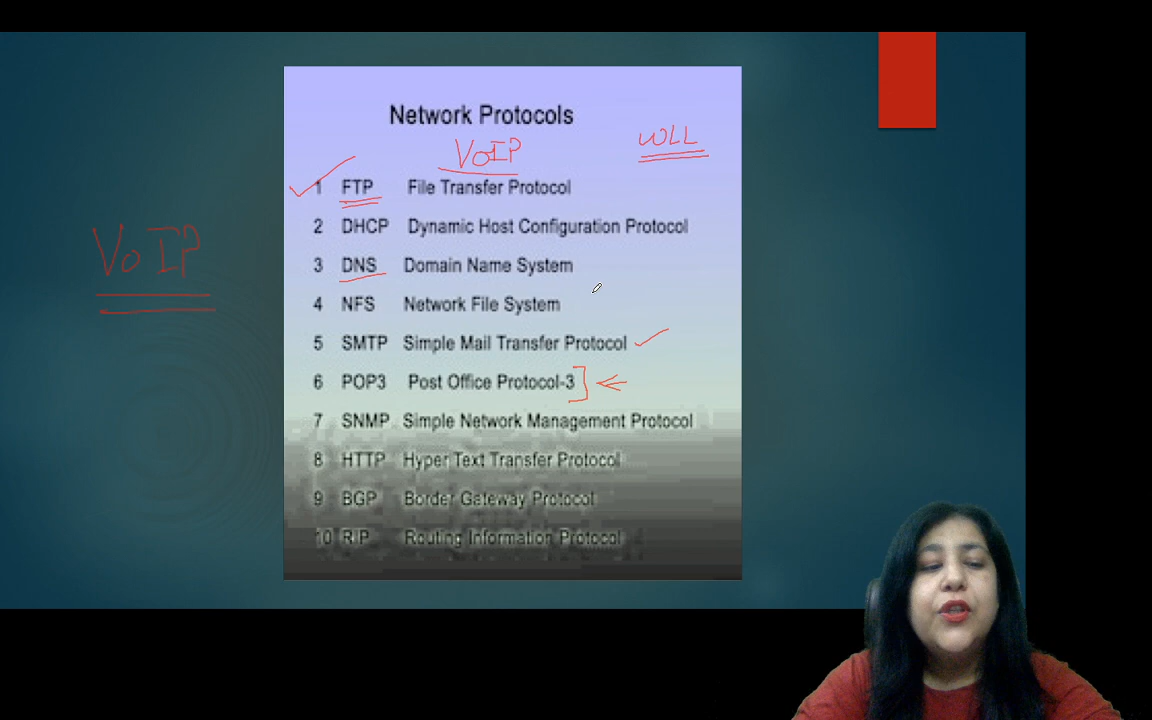 Network Protocols
WLL
VoIP
1 FTP File Transfer Protocol
2 DHCP Dynamic Host Configuration Protocol
VoIP
3 DNS Domain Name System
4 NFS Network File System
5 SMTP Simple Mail Transfer Protocol
6 POP3 Post Office Protocol-3
7 SNMP Simple Network Management Protocol
8 HTTP Hyper Text Transfer Protocol
9 BGP Border Gateway Protocol
10 RIP Routing Information Protocol